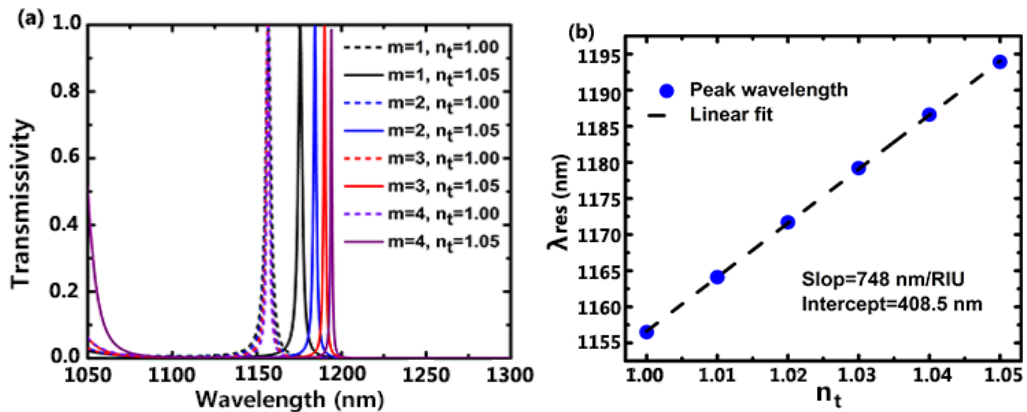 (a)
Transmissivity
1.0
0.8
0.6
0.4
0.2
0.0
m=1, nt=1.00
m=1, nt=1.05
m=2, nt=1.00
m=2, nt=1.05
m=3, nt=1.00
m=3, nt=1.05
m=4, nt=1.00
m=4, nt=1.05
1050 1100 1150 1200 1250 1300
Wavelength (nm)
(b)
λres (nm)
1195
1190
1185
1180
1170
1165
1160
1155
Peak wavelength
Linear fit
Slop=748 nm/RIU
Intercept=408.5 nm
1.00 1.01 1.02 1.03 1.04 1.05
nt